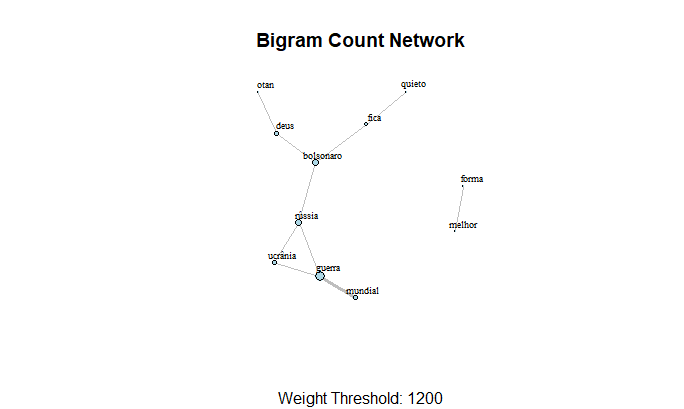 Bigram Count Network
otan
quieto
fica
deus
bolsonaro
forma
rússia
melhor
ucrânia
guerra
mundial
Weight Threshold: 1200